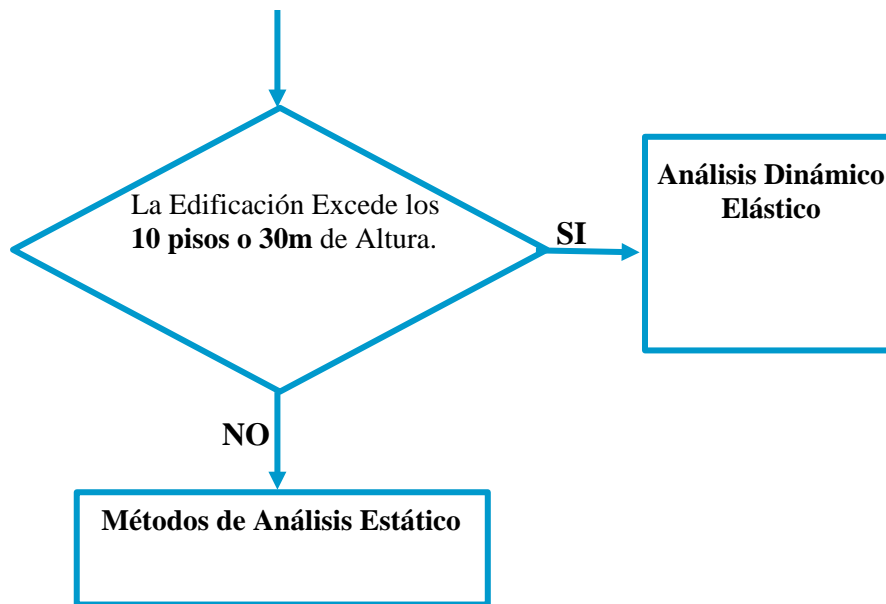 La Edificación Excede los
10 pisos o 30m de Altura.
SI
Análisis Dinámico
Elástico
NO
Métodos de Análisis Estático